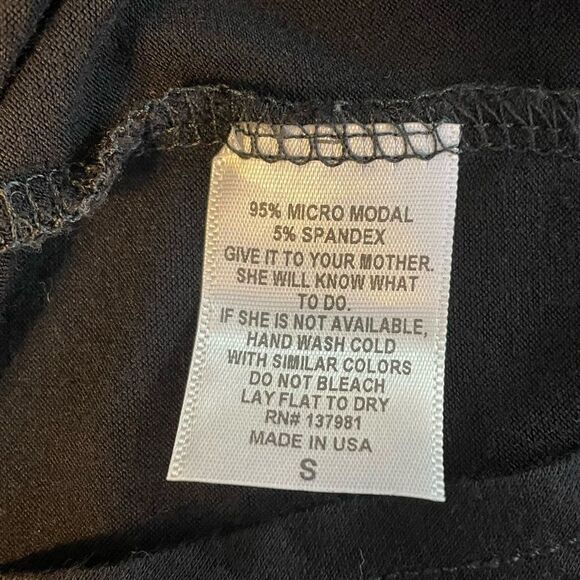 95% MICRO MODAL
5% SPANDEX
GIVE IT TO YOUR MOTHER.
SHE WILL KNOW WHAT
TO DO.
IF SHE IS NOT AVAILABLE,
HAND WASH COLD
WITH SIMILAR COLORS
DO NOT BLEACH
LAY FLAT TO DRY
RN# 137981
MADE IN USA
S